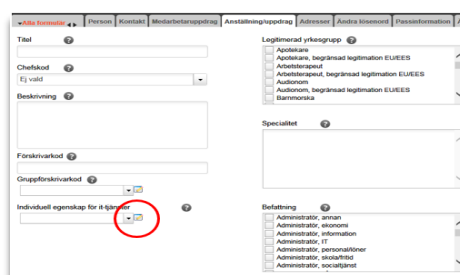 Alla formulär
Person
Kontakt
Medarbetaruppdrag
Anställning/uppdrag
Adresser
Ändra lösenord
Passinformation
Titel
Chefskod
Ej vald
Beskrivning
Förskrivarkod
Gruppförskrivarkod
Individuell egenskap för it-tjänster
Legitimerad yrkesgrupp
Apotekare
Apotekare, begränsad legitimation EU/EES
Arbetsterapeut
Arbetsterapeut, begränsad legitimation EU/EES
Audionom
Audionom, begränsad legitimation EU/EES
Barnmorska
Specialitet
Befattning
Administratör, annan
Administratör, ekonomi
Administratör, information
Administratör, IT
Administratör, personal/löner
Administratör, skola/fritid
Administratör, socialtjänst